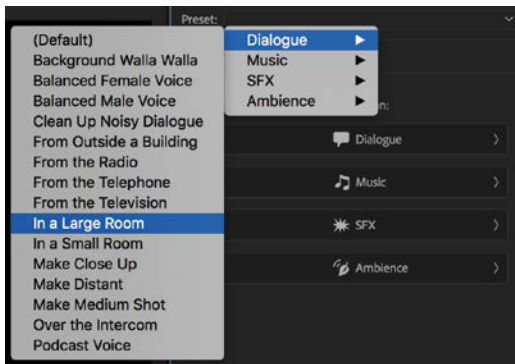 Preset:
(Default)
Background Walla Walla
Balanced Female Voice
Balanced Male Voice
Clean Up Noisy Dialogue
From Outside a Building
From the Radio
From the Telephone
From the Television
In a Large Room
In a Small Room
Make Close Up
Make Distant
Make Medium Shot
Over the Intercom
Podcast Voice
Dialogue
Music
SFX
Ambience
Dialogue
Music
SFX
Ambience